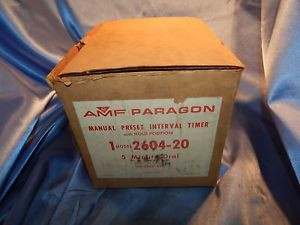 AMF PARAGON
MANUAL PRESET INTERVAL TIMER
with HOLD POSITION
1 MODEL 2604-20
5 Minute Dial